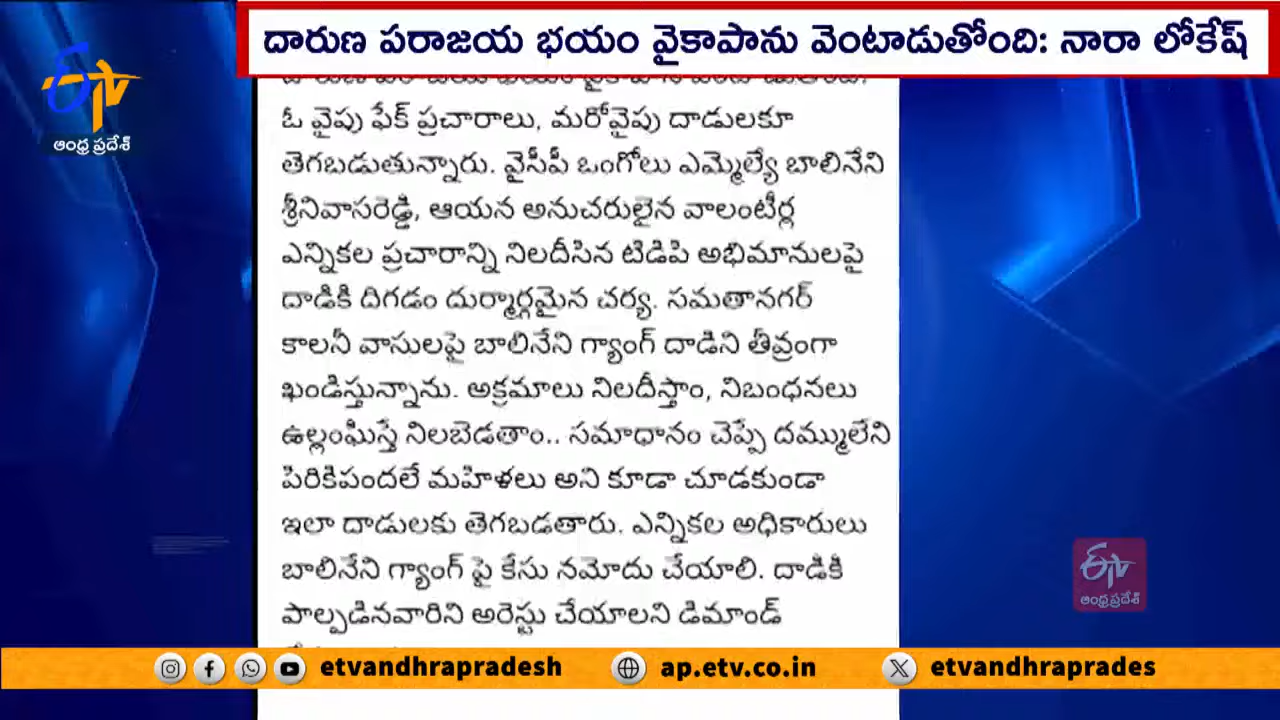 దారుణ పరాజయ భయం వైకాపాను వెంటాడుతోంది: నారా లోకేష్
ETV
ఆంధ్ర ప్రదేశ్
ఓ వైపు ఫేక్ ప్రచారాలు, మరోవైపు దాడులకూ
తెగబడుతున్నారు. వైసీపీ ఒంగోలు ఎమ్మెల్యే బాలినేని
శ్రీనివాసరెడ్డి, ఆయన అనుచరులైన వాలంటీర్ల
ఎన్నికల ప్రచారాన్ని నిలదీసిన టిడిపి అభిమానులపై
దాడికి దిగడం దుర్మార్గమైన చర్య. సమతానగర్
కాలనీ వాసులపై బాలినేని గ్యాంగ్ దాడిని తీవ్రంగా
ఖండిస్తున్నాను. అక్రమాలు నిలదీస్తాం, నిబంధనలు
ఉల్లంఘిస్తే నిలబెడతాం.. సమాధానం చెప్పే దమ్ములేని
పిరికిపందలే మహిళలు అని కూడా చూడకుండా
ఇలా దాడులకు తెగబడతారు. ఎన్నికల అధికారులు
బాలినేని గ్యాంగ్ పై కేసు నమోదు చేయాలి. దాడికి
పాల్పడినవారిని అరెస్టు చేయాలని డిమాండ్
ETV
ఆంధ్రప్రదేశ్
etvandhrapradesh ap.etv.co.in etvandhraprades